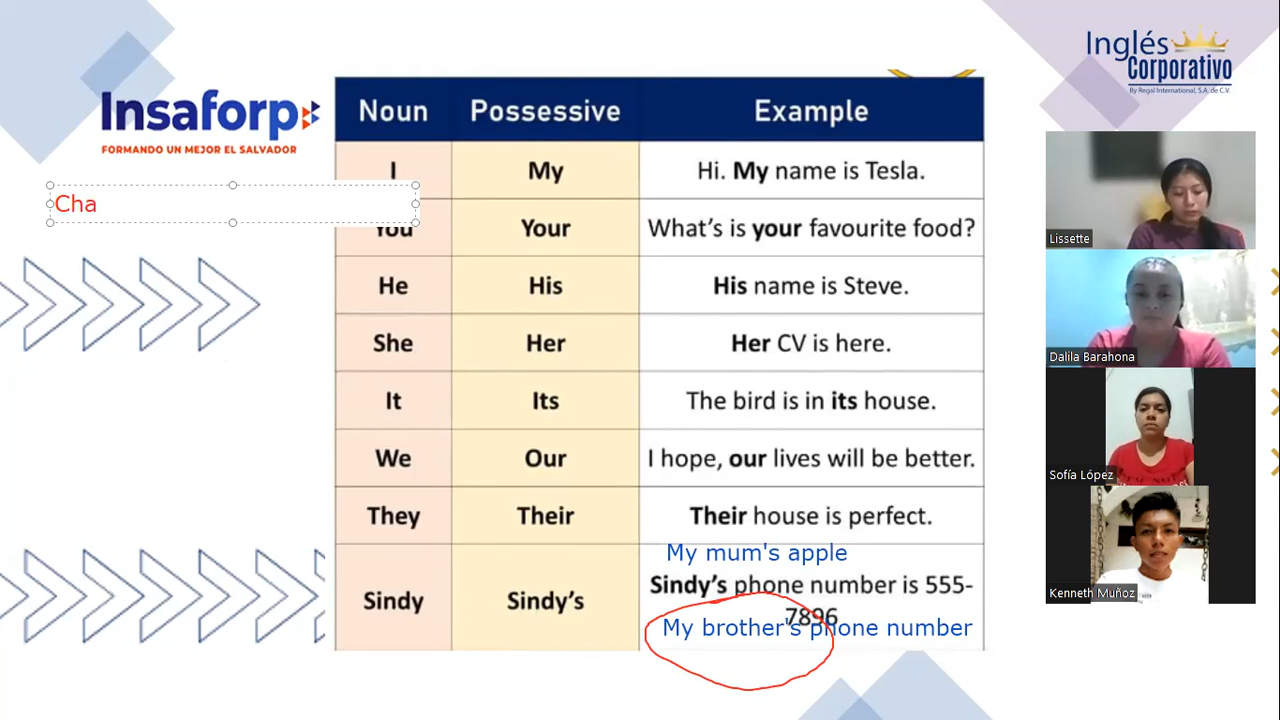 Inglés
Corporativo
By Regal International, S.A. de C.V.
Insaforp
FORMANDO UN MEJOR EL SALVADOR
Cha
Noun Possessive Example
I My Hi. My name is Tesla.
You Your What's is your favourite food?
He His His name is Steve.
She Her Her CV is here.
It Its The bird is in its house.
We Our I hope, our lives will be better.
They Their Their house is perfect.
My mum's apple
Sindy Sindy's Sindy's phone number is 555-
7896
My brother's phone number
Lissette
Dalila Barahona
Sofía López
Kenneth Muñoz